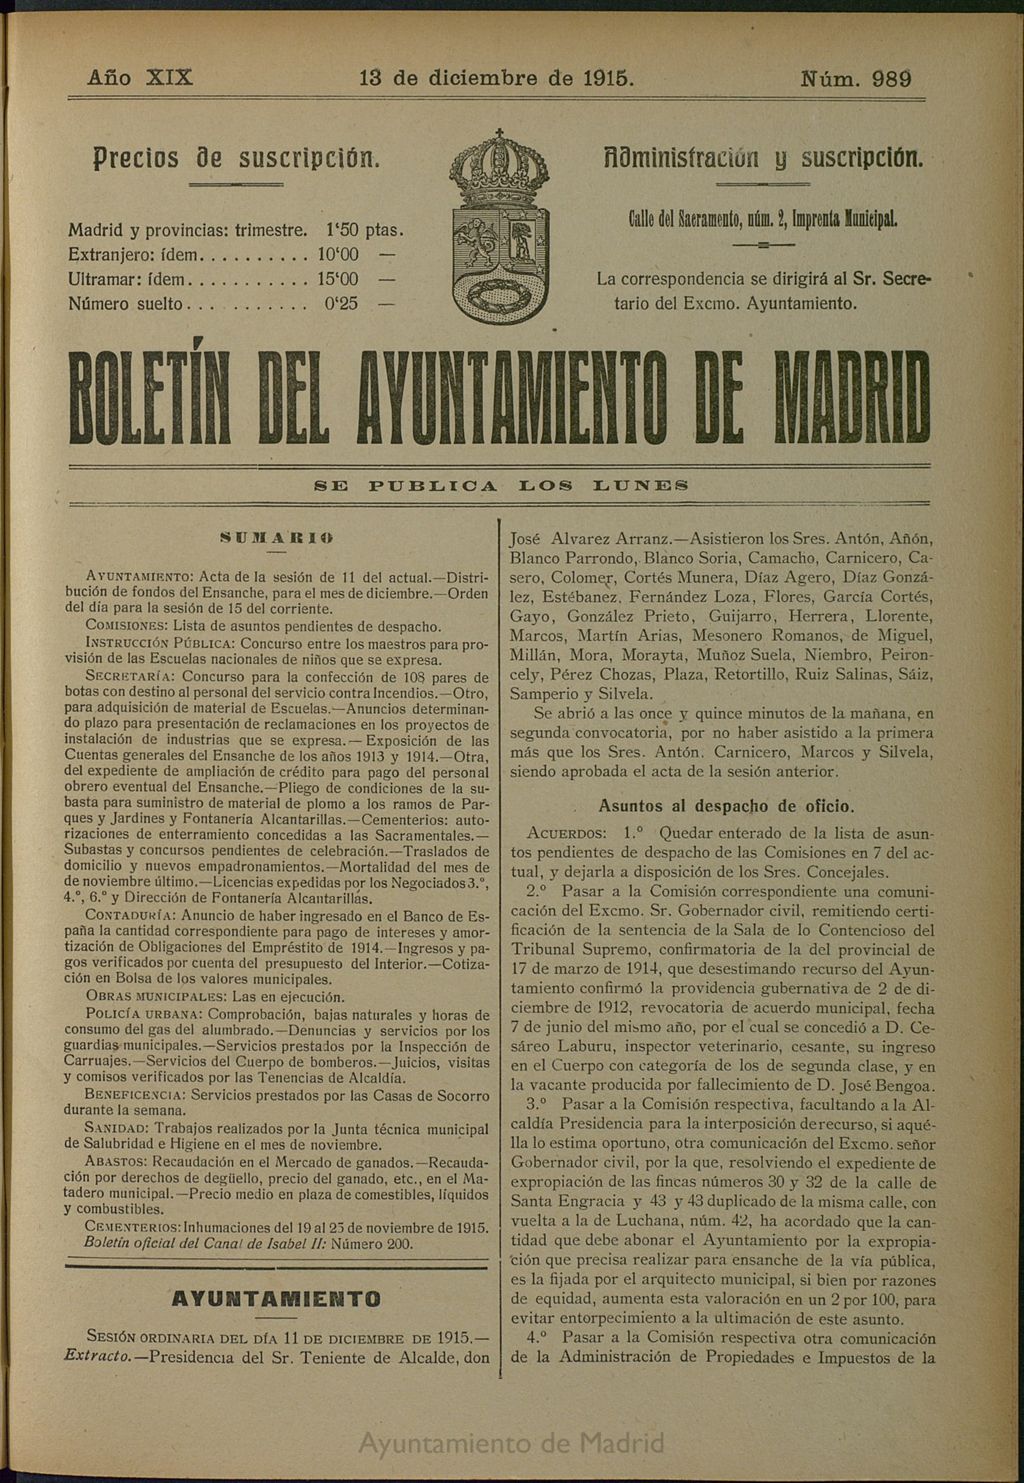 Año XIX
13 de diciembre de 1915.
Núm. 989
Precios de suscripción.
Madrid y provincias: trimestre. 1'50 ptas.
Extranjero: ídem. . . . . . . . . . 10'00 —
Ultramar: ídem. . . . . . . . . . . 15'00 —
Número suelto. . . . . . . . . . . 0'25 —
Administración y suscripción.
Calle del Sacramento, núm. 2, Imprenta Municipal.
La correspondencia se dirigirá al Sr. Secre-
tario del Excmo. Ayuntamiento.
BOLETÍN DEL AYUNTAMIENTO DE MADRID
SE PUBLICA LOS LUNES
SUMARIO
AYUNTAMIENTO: Acta de la sesión de 11 del actual.—Distri-
bución de fondos del Ensanche, para el mes de diciembre.—Orden
del día para la sesión de 15 del corriente.
COMISIONES: Lista de asuntos pendientes de despacho.
INSTRUCCIÓN PÚBLICA: Concurso entre los maestros para pro-
visión de las Escuelas nacionales de niños que se expresa.
SECRETARÍA: Concurso para la confección de 108 pares de
botas con destino al personal del servicio contra Incendios.—Otro,
para adquisición de material de Escuelas.—Anuncios determinan-
do plazo para presentación de reclamaciones en los proyectos de
instalación de industrias que se expresa.—Exposición de las
Cuentas generales del Ensanche de los años 1913 y 1914.—Otra,
del expediente de ampliación de crédito para pago del personal
obrero eventual del Ensanche.—Pliego de condiciones de la su-
basta para suministro de material de plomo a los ramos de Par-
ques y Jardines y Fontanería Alcantarillas.—Cementerios: auto-
rizaciones de enterramiento concedidas a las Sacramentales.—
Subastas y concursos pendientes de celebración.—Traslados de
domicilio y nuevos empadronamientos.—Mortalidad del mes de
de noviembre último.—Licencias expedidas por los Negociados 3.º,
4.º, 6.º y Dirección de Fontanería Alcantarillas.
CONTADURÍA: Anuncio de haber ingresado en el Banco de Es-
paña la cantidad correspondiente para pago de intereses y amor-
tización de Obligaciones del Empréstito de 1914.—Ingresos y pa-
gos verificados por cuenta del presupuesto del Interior.—Cotiza-
ción en Bolsa de los valores municipales.
OBRAS MUNICIPALES: Las en ejecución.
POLICÍA URBANA: Comprobación, bajas naturales y horas de
consumo del gas del alumbrado.—Denuncias y servicios por los
guardias municipales.—Servicios prestados por la Inspección de
Carruajes.—Servicios del Cuerpo de bomberos.—Juicios, visitas
y comisos verificados por las Tenencias de Alcaldía.
BENEFICENCIA: Servicios prestados por las Casas de Socorro
durante la semana.
SANIDAD: Trabajos realizados por la Junta técnica municipal
de Salubridad e Higiene en el mes de noviembre.
ABASTOS: Recaudación en el Mercado de ganados.—Recauda-
ción por derechos de degüello, precio del ganado, etc., en el Ma-
tadero municipal.—Precio medio en plaza de comestibles, líquidos
y combustibles.
CEMENTERIOS: Inhumaciones del 19 al 25 de noviembre de 1915.
Boletín oficial del Canal de Isabel II: Número 200.
AYUNTAMIENTO
SESIÓN ORDINARIA DEL DÍA 11 DE DICIEMBRE DE 1915.—
Extracto.—Presidencia del Sr. Teniente de Alcalde, don
José Alvarez Arranz.—Asistieron los Sres. Antón, Añón,
Blanco Parrondo, Blanco Soria, Camacho, Carnicero, Ca-
sero, Colomer, Cortés Munera, Díaz Agero, Díaz Gonzá-
lez, Estébanez, Fernández Loza, Flores, García Cortés,
Gayo, González Prieto, Guijarro, Herrera, Llorente,
Marcos, Martín Arias, Mesonero Romanos, de Miguel,
Millán, Mora, Morayta, Muñoz Suela, Niembro, Peiron-
cely, Pérez Chozas, Plaza, Retortillo, Ruiz Salinas, Sáiz,
Samperio y Silvela.
Se abrió a las once y quince minutos de la mañana, en
segunda convocatoria, por no haber asistido a la primera
más que los Sres. Antón, Carnicero, Marcos y Silvela,
siendo aprobada el acta de la sesión anterior.
Asuntos al despacho de oficio.
ACUERDOS: 1.º Quedar enterado de la lista de asun-
tos pendientes de despacho de las Comisiones en 7 del ac-
tual, y dejarla a disposición de los Sres. Concejales.
2.º Pasar a la Comisión correspondiente una comuni-
cación del Excmo. Sr. Gobernador civil, remitiendo certi-
ficación de la sentencia de la Sala de lo Contencioso del
Tribunal Supremo, confirmatoria de la del provincial de
17 de marzo de 1914, que desestimando recurso del Ayun-
tamiento confirmó la providencia gubernativa de 2 de di-
ciembre de 1912, revocatoria de acuerdo municipal, fecha
7 de junio del mismo año, por el cual se concedió a D. Ce-
sáreo Laburu, inspector veterinario, cesante, su ingreso
en el Cuerpo con categoría de los de segunda clase, y en
la vacante producida por fallecimiento de D. José Bengoa.
3.º Pasar a la Comisión respectiva, facultando a la Al-
caldía Presidencia para la interposición de recurso, si aqué-
lla lo estima oportuno, otra comunicación del Excmo. señor
Gobernador civil, por la que, resolviendo el expediente de
expropiación de las fincas números 30 y 32 de la calle de
Santa Engracia y 43 y 43 duplicado de la misma calle, con
vuelta a la de Luchana, núm. 42, ha acordado que la can-
tidad que debe abonar el Ayuntamiento por la expropia-
ción que precisa realizar para ensanche de la vía pública,
es la fijada por el arquitecto municipal, si bien por razones
de equidad, aumenta esta valoración en un 2 por 100, para
evitar entorpecimiento a la ultimación de este asunto.
4.º Pasar a la Comisión respectiva otra comunicación
de la Administración de Propiedades e Impuestos de la
Ayuntamiento de Madrid